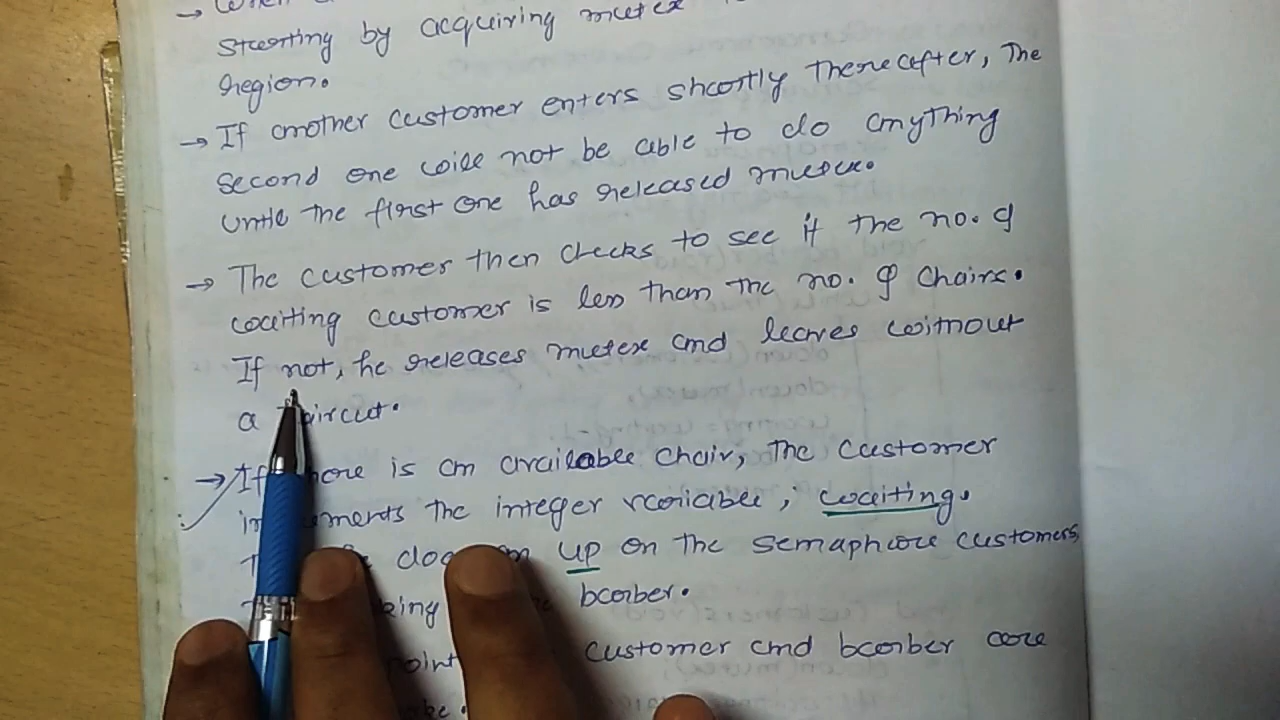 → When a
starting by acquiring mutex
region.
→ If another customer enters shortly thereafter, The
second one will not be able to do anything
until the first one has released mutex.
→ The customer then checks to see if the no. of
waiting customer is less than the no. of Chairs.
If not, he releases mutex and leaves without
a haircut.
→ If there is an available chair, the customer
increments the integer variable, waiting.
does an up on the semaphore customers,
barber.
point customer and barber are